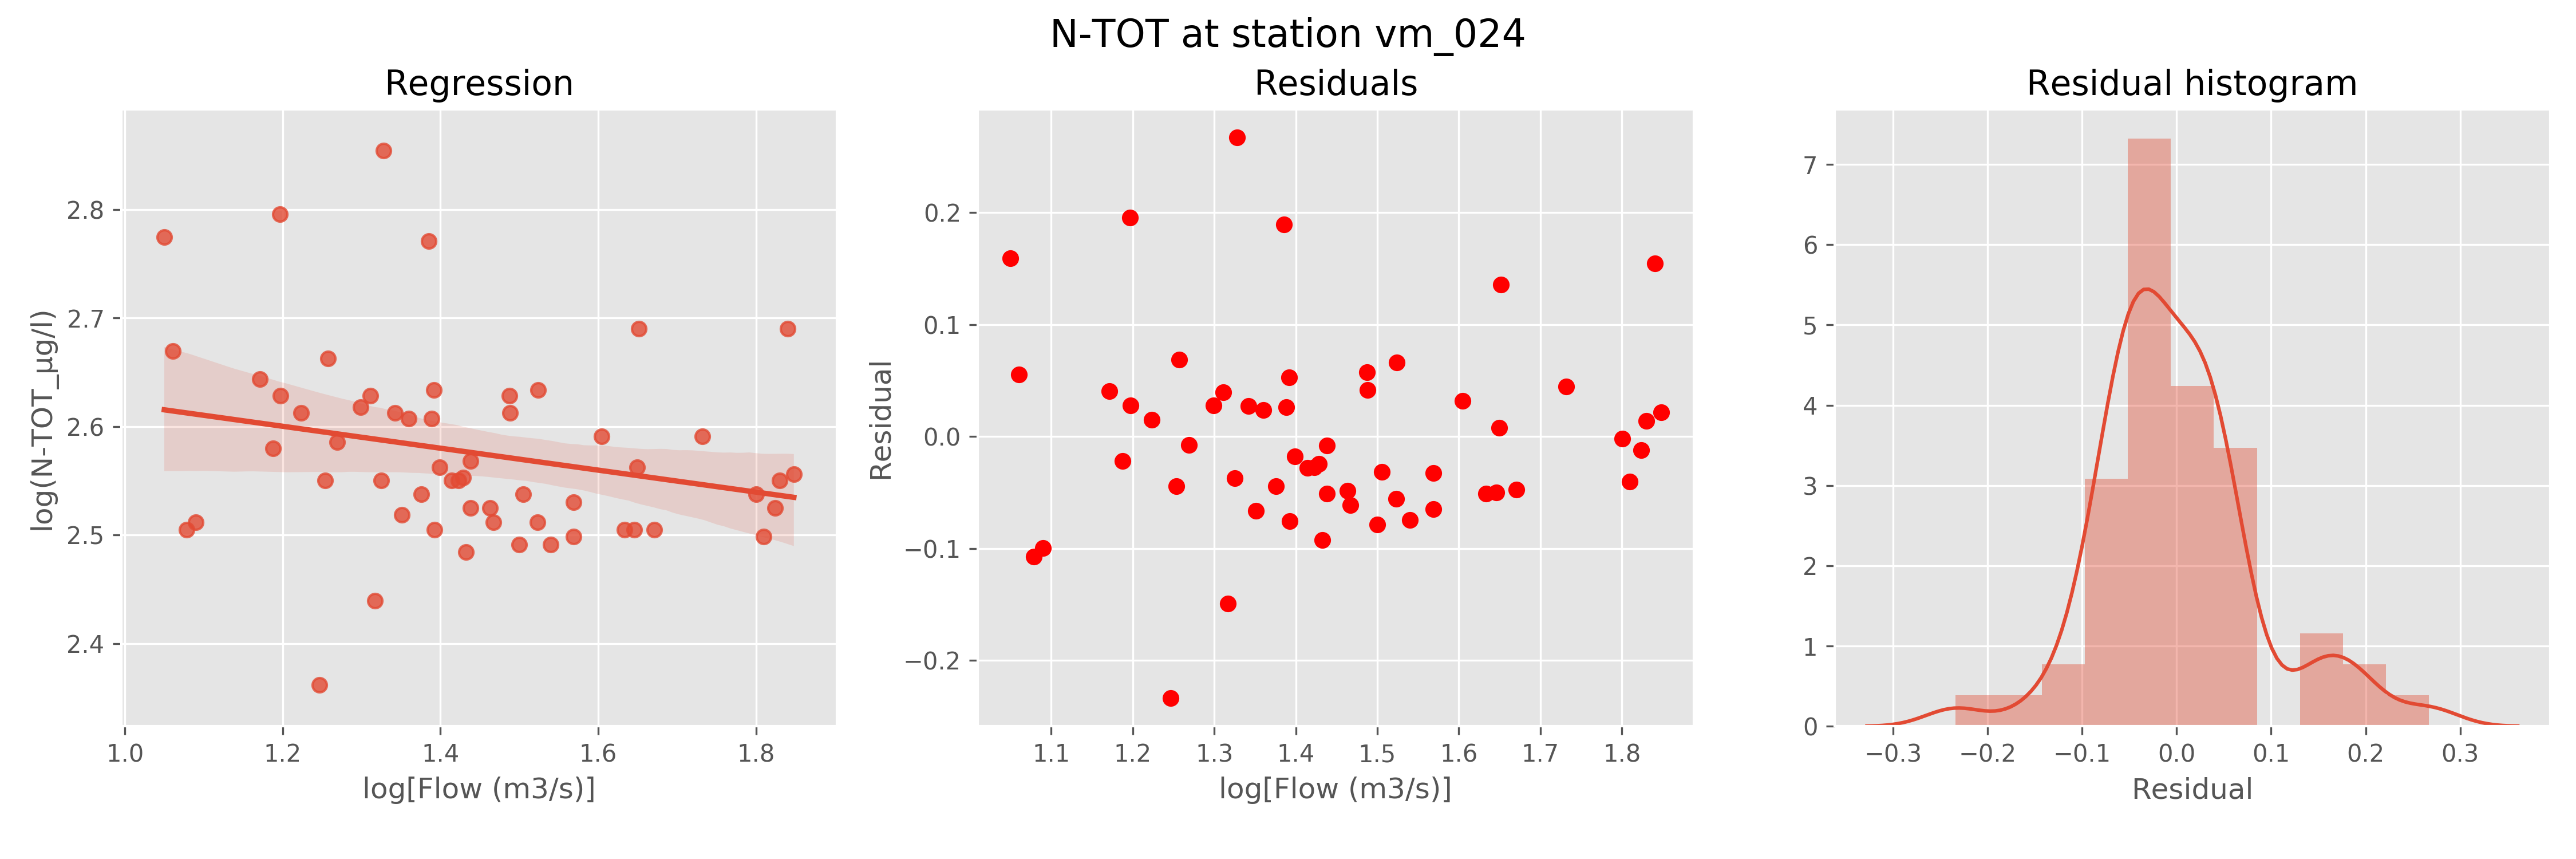 N-TOT at station vm_024
Regression
log(N-TOT_µg/l)
2.8
2.7
2.6
2.5
2.4
1.0 1.2 1.4 1.6 1.8
log[Flow (m3/s)]
Residuals
Residual
0.2
0.1
0.0
−0.1
−0.2
1.1 1.2 1.3 1.4 1.5 1.6 1.7 1.8
log[Flow (m3/s)]
Residual histogram
7
6
5
4
3
2
1
0
−0.3 −0.2 −0.1 0.0 0.1 0.2 0.3
Residual